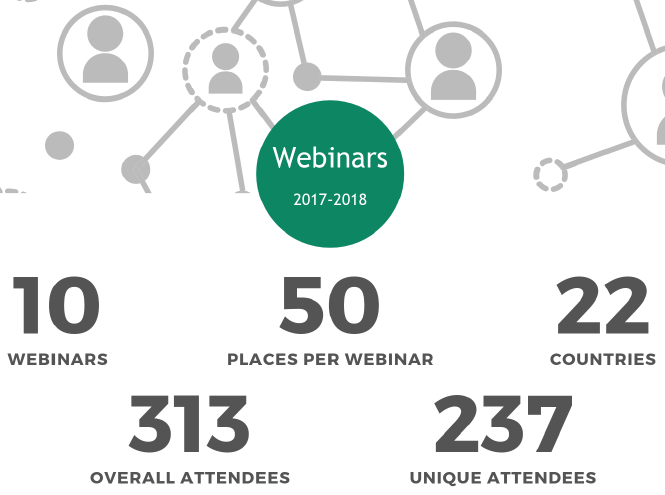 Webinars
2017-2018
10
WEBINARS
50
PLACES PER WEBINAR
22
COUNTRIES
313
OVERALL ATTENDEES
237
UNIQUE ATTENDEES